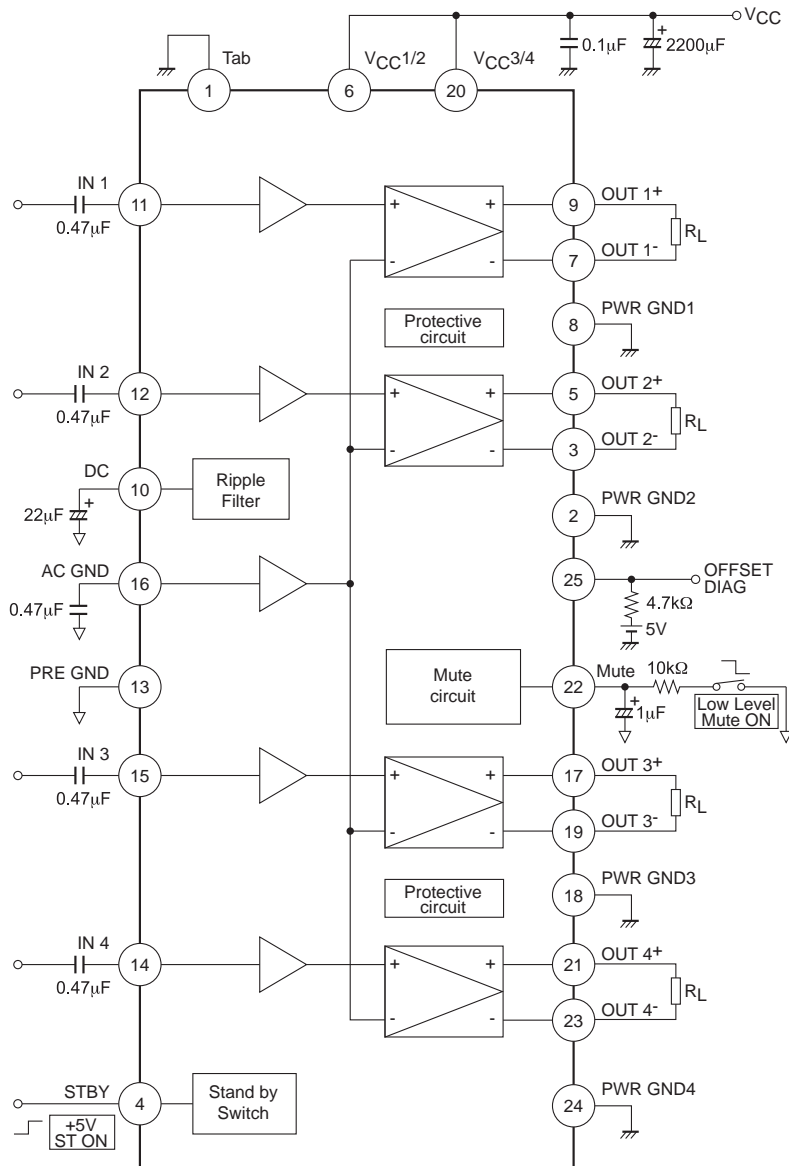 VCC
0.1µF
2200µF
+
Tab
VCC1/2
VCC3/4
1
6
20
IN 1
11
0.47µF
+
-
+
-
9
OUT 1+
7
OUT 1-
RL
Protective
circuit
8
PWR GND1
IN 2
12
0.47µF
+
-
+
-
5
OUT 2+
3
OUT 2-
RL
DC
10
+
22µF
Ripple
Filter
2
PWR GND2
AC GND
16
0.47µF
25
OFFSET
DIAG
4.7kΩ
5V
PRE GND
13
Mute
circuit
22
Mute
10kΩ
+
1µF
Low Level
Mute ON
IN 3
15
0.47µF
+
-
+
-
17
OUT 3+
19
OUT 3-
RL
Protective
circuit
18
PWR GND3
IN 4
14
0.47µF
+
-
+
-
21
OUT 4+
23
OUT 4-
RL
STBY
4
+5V
ST ON
Stand by
Switch
24
PWR GND4